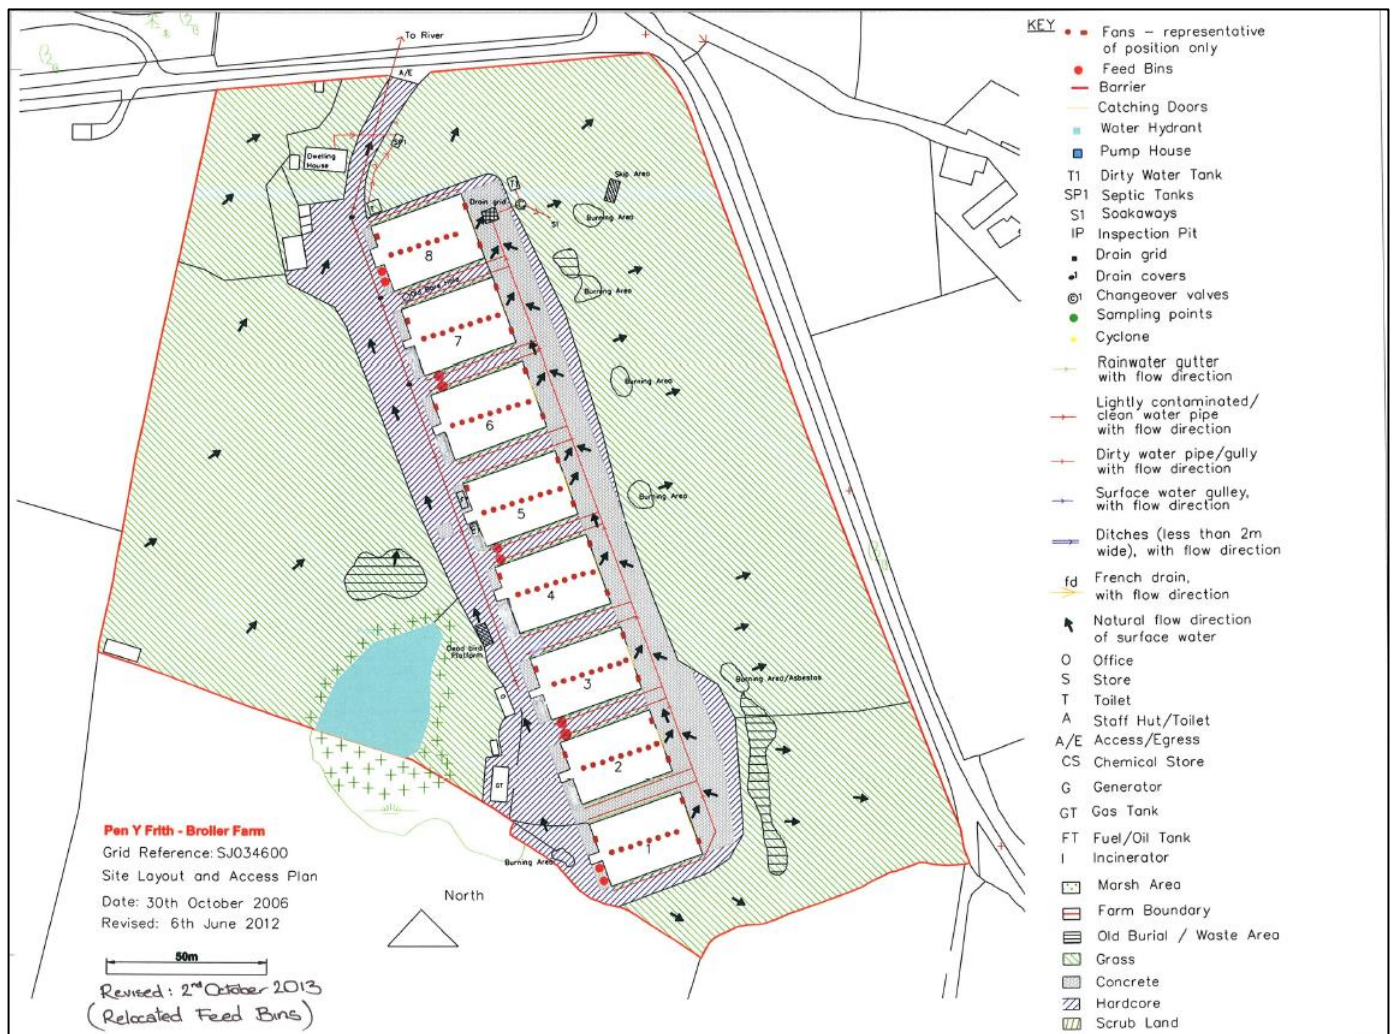 To River
A/E
SP1
Dwelling
House
T1
Skip Area
Drain grid
Burning Area
S1
8
Old Bore Hole
Burning Area
7
Burning Area
6
Burning Area
5
4
Dead bird
Platform
3
Burning Area/Asbestos
2
GT
1
Burning Area
North
Pen Y Frith - Broiler Farm
Grid Reference: SJ034600
Site Layout and Access Plan
Date: 30th October 2006
Revised: 6th June 2012
50m
Revised: 2nd October 2013
(Relocated Feed Bins)
KEY
Fans - representative
of position only
Feed Bins
Barrier
Catching Doors
Water Hydrant
Pump House
T1 Dirty Water Tank
SP1 Septic Tanks
S1 Soakaways
IP Inspection Pit
Drain grid
1 Drain covers
©1 Changeover valves
Sampling points
Cyclone
Rainwater gutter
with flow direction
Lightly contaminated/
clean water pipe
with flow direction
Dirty water pipe/gully
with flow direction
Surface water gulley,
with flow direction
Ditches (less than 2m
wide), with flow direction
fd French drain,
with flow direction
Natural flow direction
of surface water
O Office
S Store
T Toilet
A Staff Hut/Toilet
A/E Access/Egress
CS Chemical Store
G Generator
GT Gas Tank
FT Fuel/Oil Tank
I Incinerator
Marsh Area
Farm Boundary
Old Burial / Waste Area
Grass
Concrete
Hardcore
Scrub Land